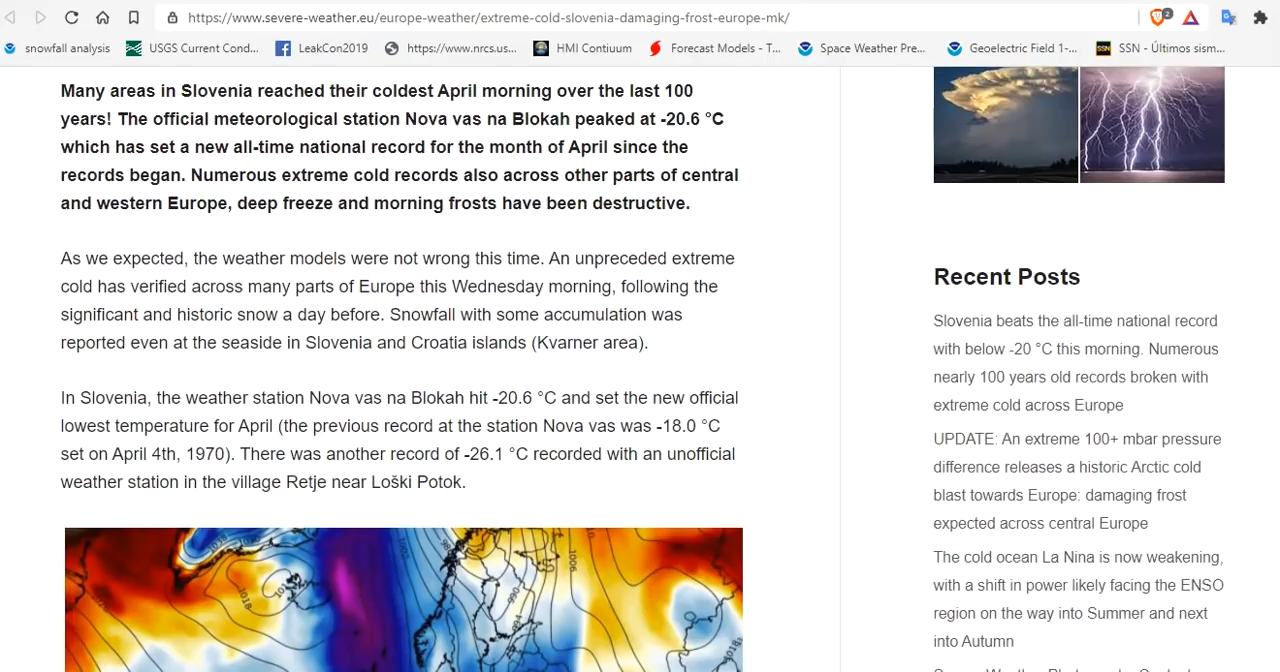 https://www.severe-weather.eu/europe-weather/extreme-cold-slovenia-damaging-frost-europe-mk/
2
snowfall analysis
USGS Current Cond...
LeakCon2019
https://www.nrcs.us...
HMI Contiuum
Forecast Models - T...
Space Weather Pre...
Geoelectric Field 1-...
SSN - Últimos sism...
Many areas in Slovenia reached their coldest April morning over the last 100
years! The official meteorological station Nova vas na Blokah peaked at -20.6 °C
which has set a new all-time national record for the month of April since the
records began. Numerous extreme cold records also across other parts of central
and western Europe, deep freeze and morning frosts have been destructive.
As we expected, the weather models were not wrong this time. An unpreceded extreme
cold has verified across many parts of Europe this Wednesday morning, following the
significant and historic snow a day before. Snowfall with some accumulation was
reported even at the seaside in Slovenia and Croatia islands (Kvarner area).
In Slovenia, the weather station Nova vas na Blokah hit -20.6 °C and set the new official
lowest temperature for April (the previous record at the station Nova vas was -18.0 °C
set on April 4th, 1970). There was another record of -26.1 °C recorded with an unofficial
weather station in the village Retje near Loški Potok.
1018
1002
1006
Recent Posts
Slovenia beats the all-time national record
with below -20 °C this morning. Numerous
nearly 100 years old records broken with
extreme cold across Europe
UPDATE: An extreme 100+ mbar pressure
difference releases a historic Arctic cold
blast towards Europe: damaging frost
expected across central Europe
The cold ocean La Nina is now weakening,
with a shift in power likely facing the ENSO
region on the way into Summer and next
into Autumn